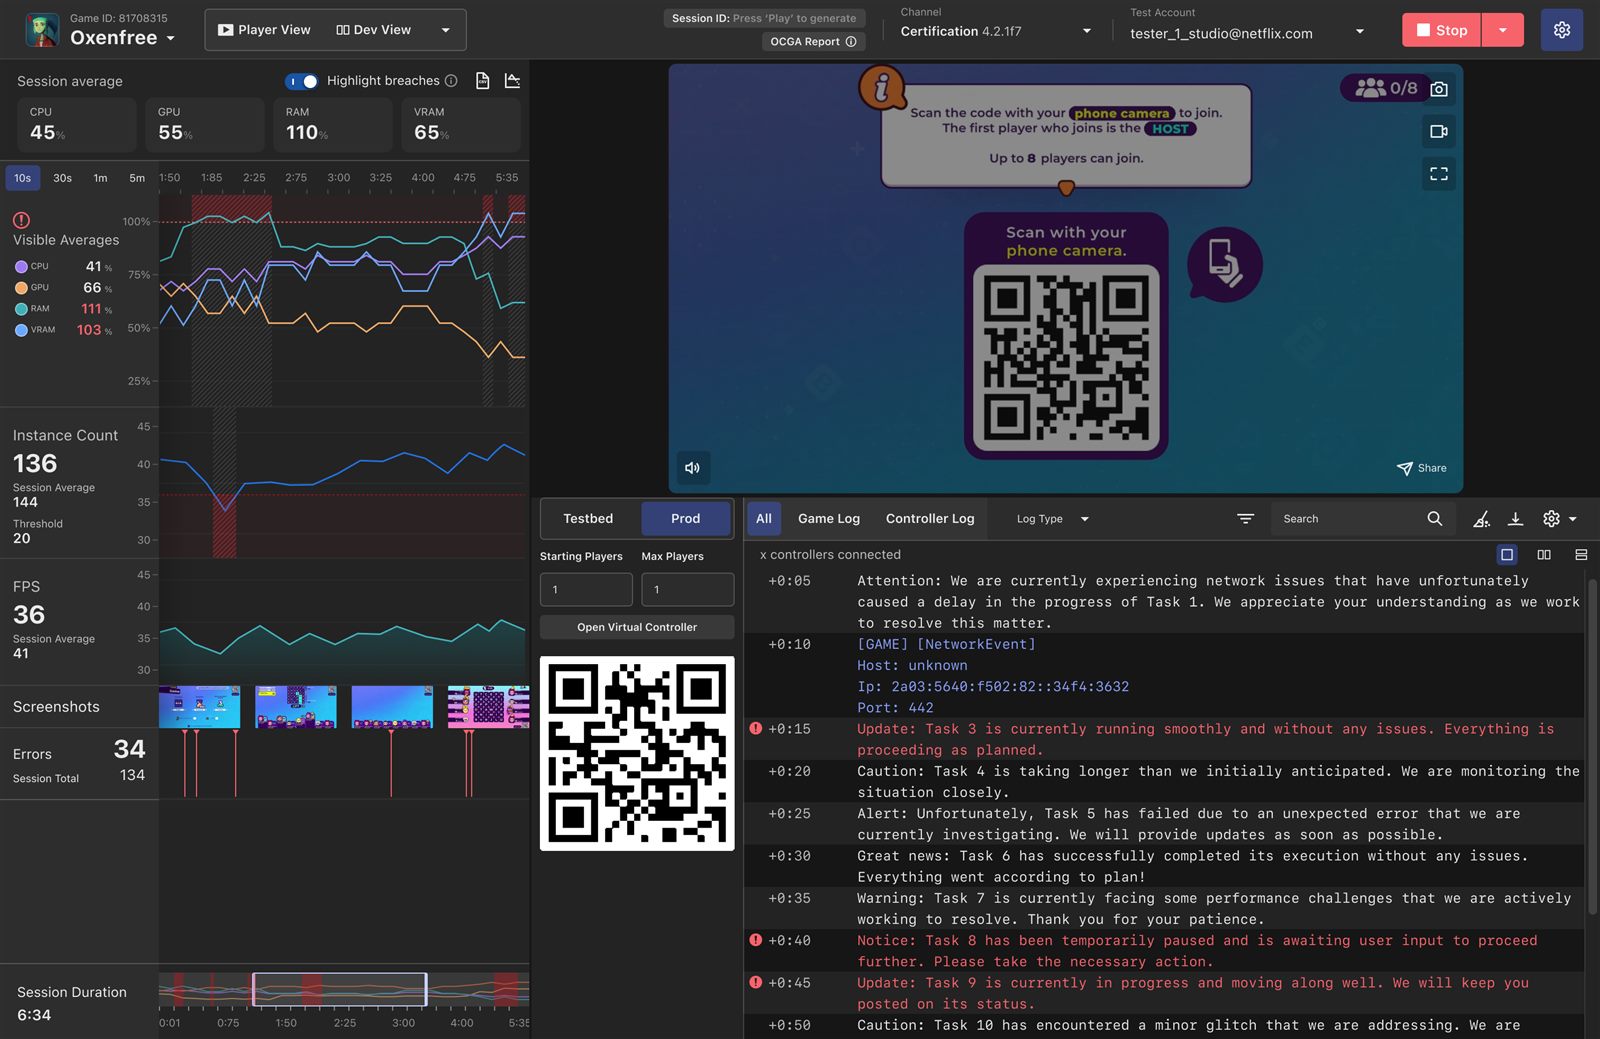 Game ID: 81708315
Oxenfree
Player View
Dev View
Session ID: Press 'Play' to generate
OCGA Report
Channel
Certification 4.2.1f7
Test Account
tester_1_studio@netflix.com
Stop
Session average
Highlight breaches
CPU
45%
GPU
55%
RAM
110%
VRAM
65%
10s 30s 1m 5m
1:50 1:85 2:25 2:75 3:00 3:25 4:00 4:75 5:35
Visible Averages
CPU 41 %
GPU 66 %
RAM 111 %
VRAM 103 %
100%
75%
50%
25%
Instance Count
136
Session Average
144
Threshold
20
45
40
35
30
FPS
36
Session Average
41
45
40
35
30
Screenshots
Errors 34
Session Total 134
Session Duration
6:34
0:01 0:75 1:50 2:25 3:00 4:00 5:35
Scan the code with your phone camera to join.
The first player who joins is the HOST
Up to 8 players can join.
0/8
Scan with your
phone camera.
Share
Testbed Prod
Starting Players Max Players
1 1
Open Virtual Controller
All Game Log Controller Log Log Type Search
x controllers connected
+0:05 Attention: We are currently experiencing network issues that have unfortunately
caused a delay in the progress of Task 1. We appreciate your understanding as we work
to resolve this matter.
+0:10 [GAME] [NetworkEvent]
Host: unknown
Ip: 2a03:5640:f502:82::34f4:3632
Port: 442
+0:15 Update: Task 3 is currently running smoothly and without any issues. Everything is
proceeding as planned.
+0:20 Caution: Task 4 is taking longer than we initially anticipated. We are monitoring the
situation closely.
+0:25 Alert: Unfortunately, Task 5 has failed due to an unexpected error that we are
currently investigating. We will provide updates as soon as possible.
+0:30 Great news: Task 6 has successfully completed its execution without any issues.
Everything went according to plan!
+0:35 Warning: Task 7 is currently facing some performance challenges that we are actively
working to resolve. Thank you for your patience.
+0:40 Notice: Task 8 has been temporarily paused and is awaiting user input to proceed
further. Please take the necessary action.
+0:45 Update: Task 9 is currently in progress and moving along well. We will keep you
posted on its status.
+0:50 Caution: Task 10 has encountered a minor glitch that we are addressing. We are